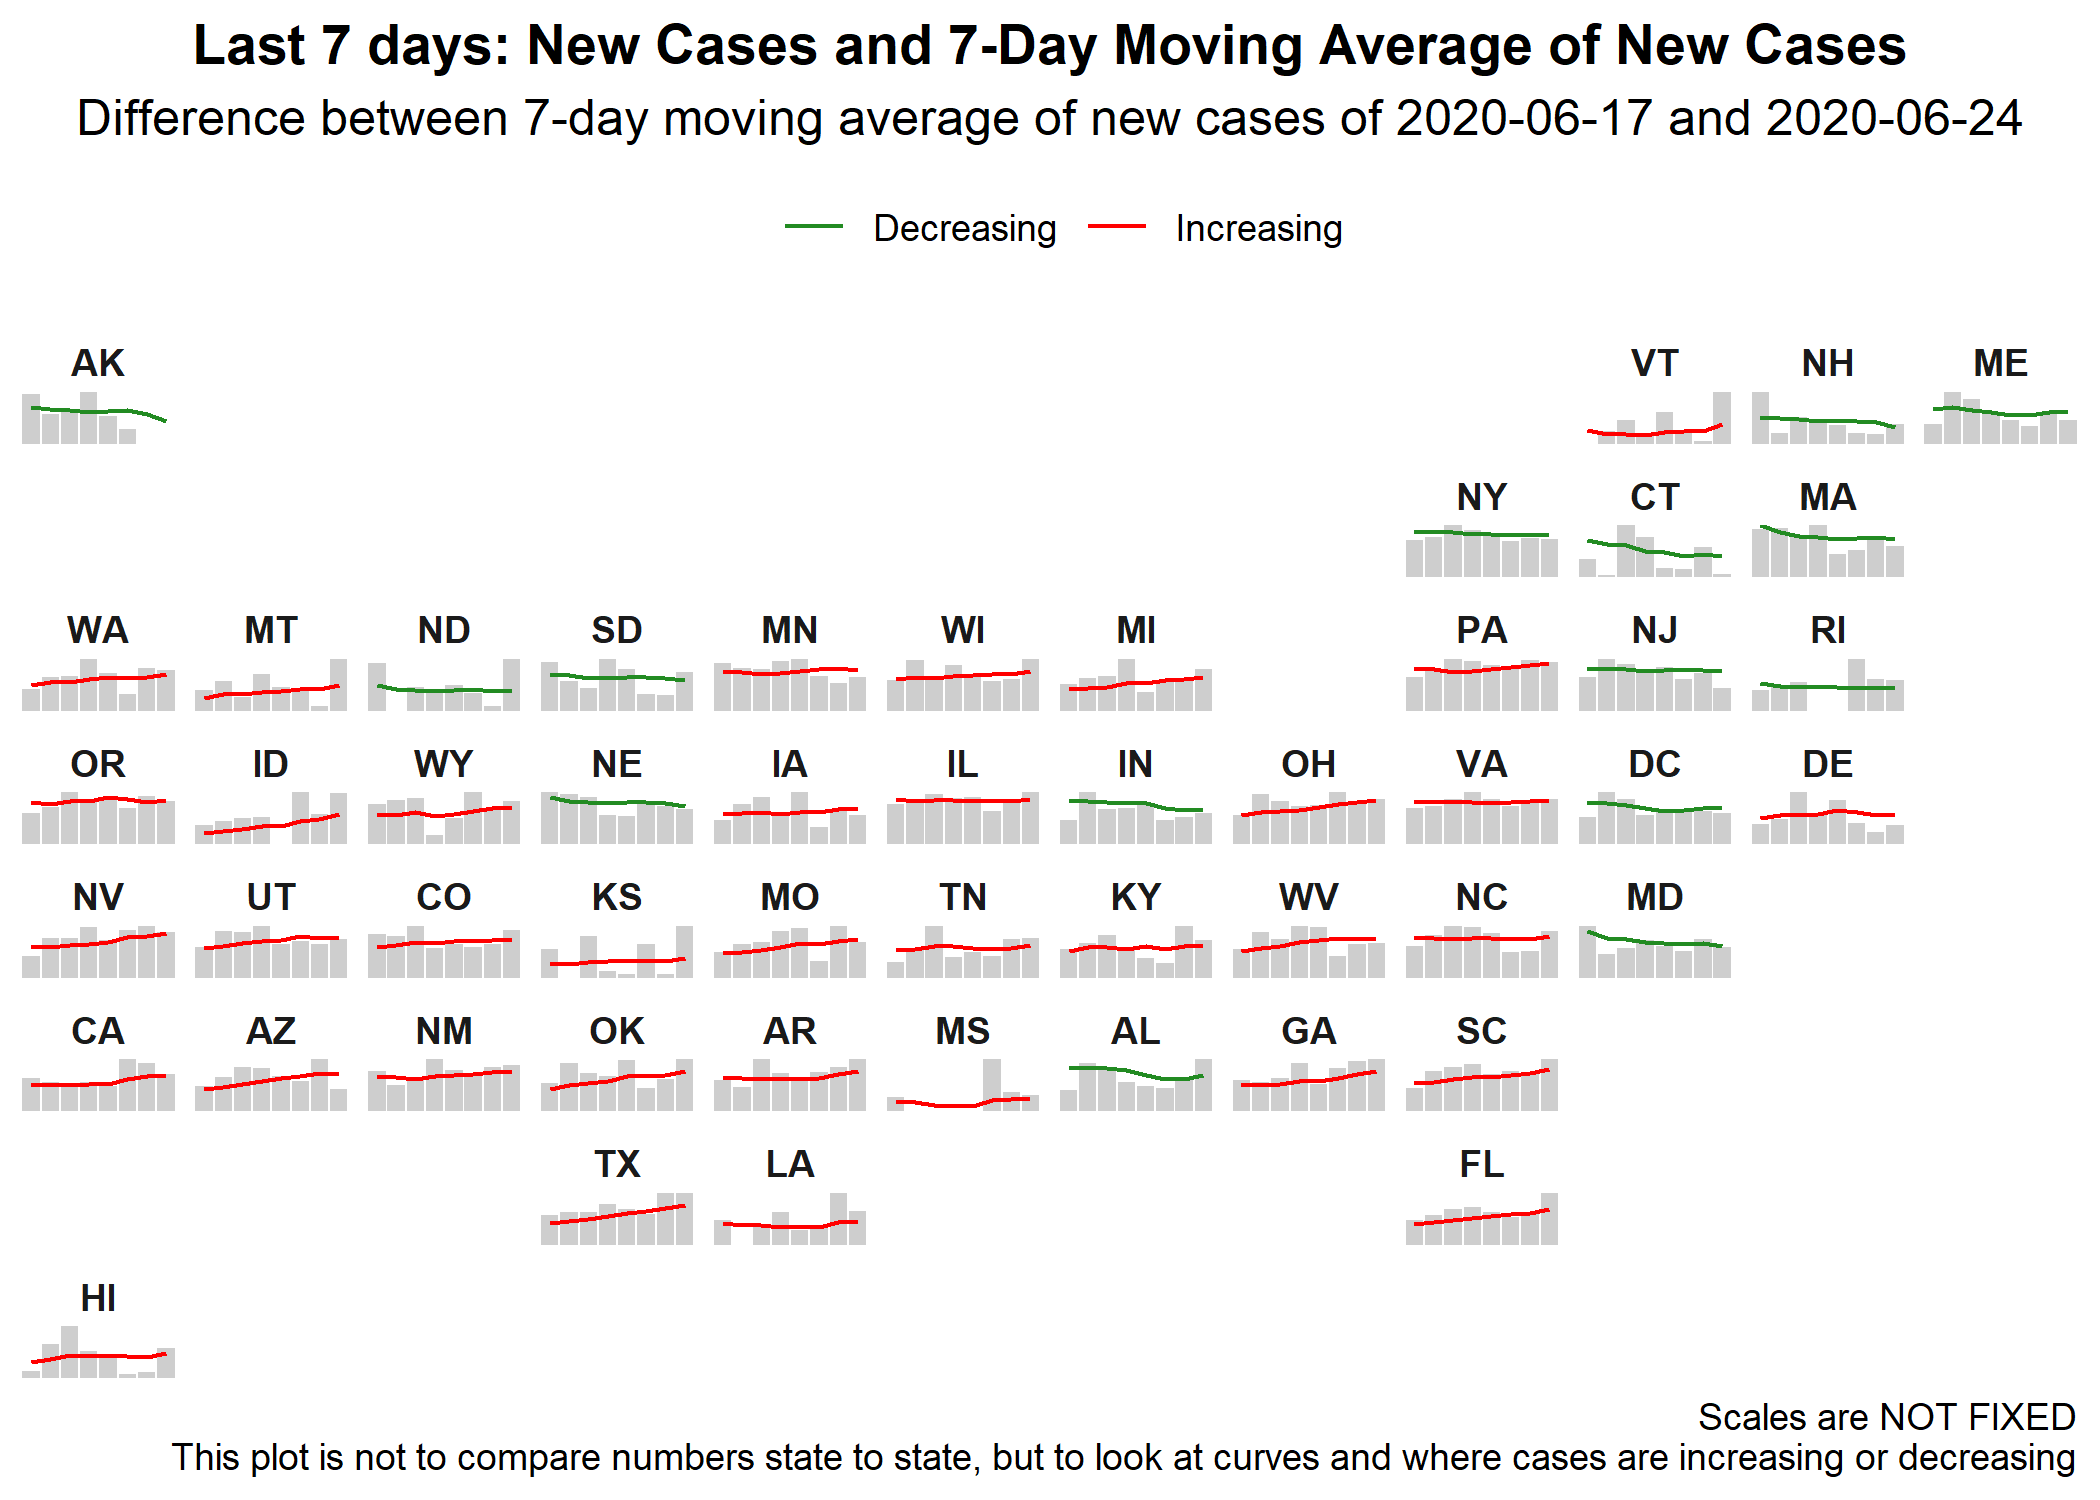 Last 7 days: New Cases and 7-Day Moving Average of New Cases
Difference between 7-day moving average of new cases of 2020-06-17 and 2020-06-24
Decreasing Increasing
AK VT NH ME
NY CT MA
WA MT ND SD MN WI MI PA NJ RI
OR ID WY NE IA IL IN OH VA DC DE
NV UT CO KS MO TN KY WV NC MD
CA AZ NM OK AR MS AL GA SC
TX LA FL
HI
Scales are NOT FIXED
This plot is not to compare numbers state to state, but to look at curves and where cases are increasing or decreasing